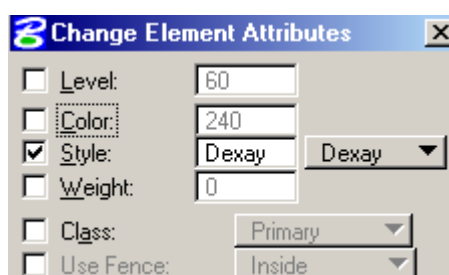 Change Element Attributes
Level: 60
Color: 240
Style: Dexay Dexay
Weight: 0
Class: Primary
Use Fence: Inside